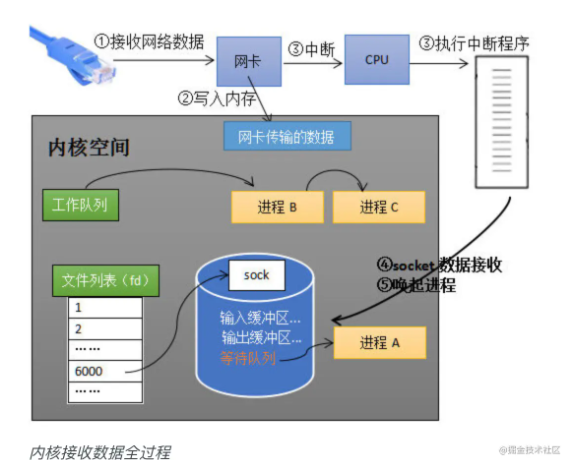 ①接收网络数据
网卡
③中断
CPU
③执行中断程序
②写入内存
网卡传输的数据
内核空间
工作队列
进程 B
进程 C
④socket 数据接收
⑤唤起进程
文件列表（fd）
1
2
……
6000
……
sock
输入缓冲区...
输出缓冲区...
等待队列
进程 A
内核接收数据全过程
@掘金技术社区